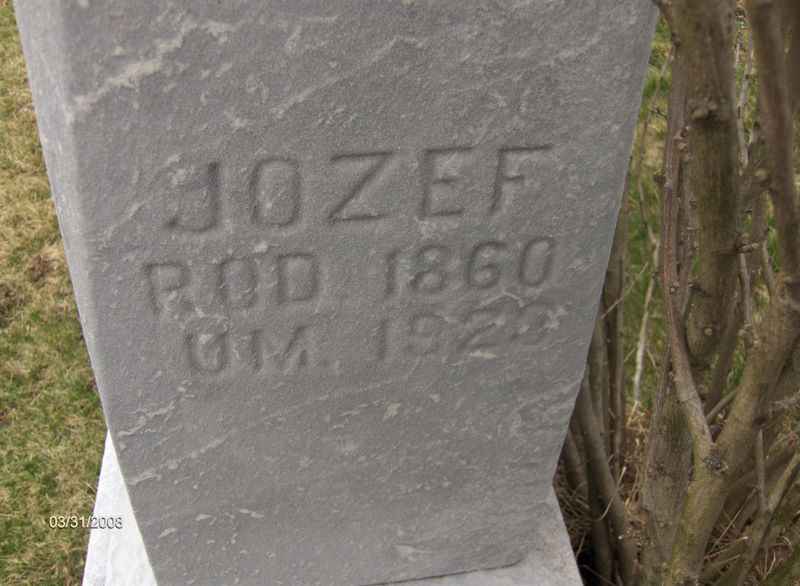 JOZEF
ROD. 1860
UM.
03/31/2008